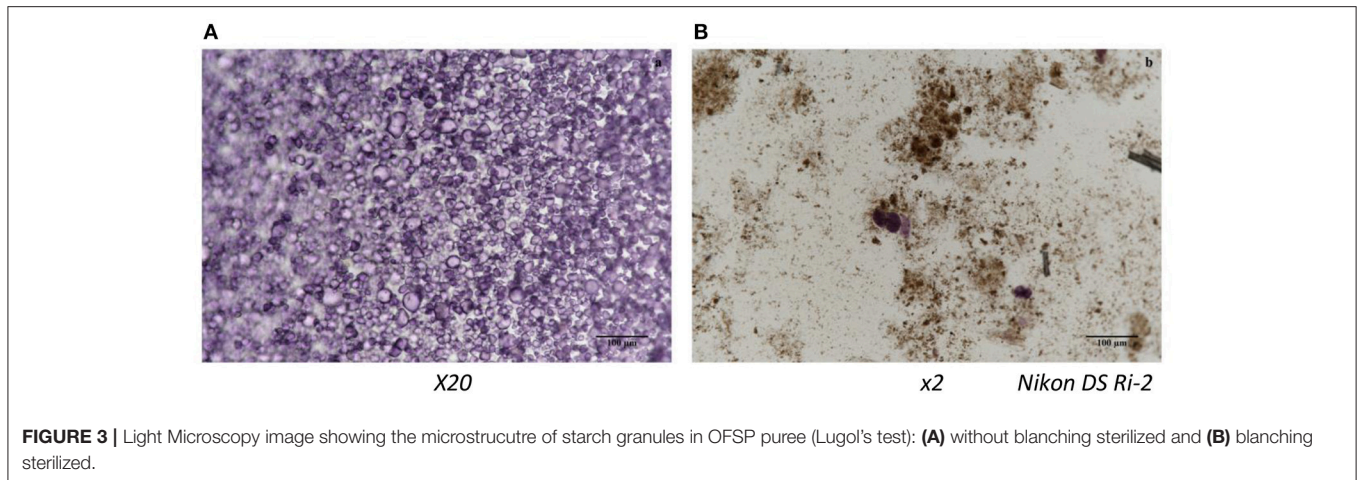 A
B
a
b
100 µm
100 µm
X20
x2
Nikon DS Ri-2
FIGURE 3 | Light Microscopy image showing the microstrucutre of starch granules in OFSP puree (Lugol's test): (A) without blanching sterilized and (B) blanching
sterilized.